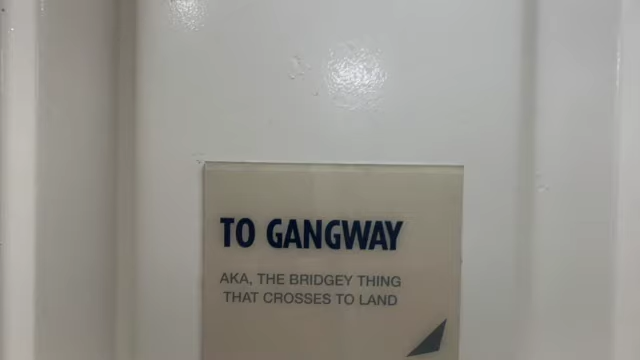 TO GANGWAY
AKA, THE BRIDGEY THING
THAT CROSSES TO LAND